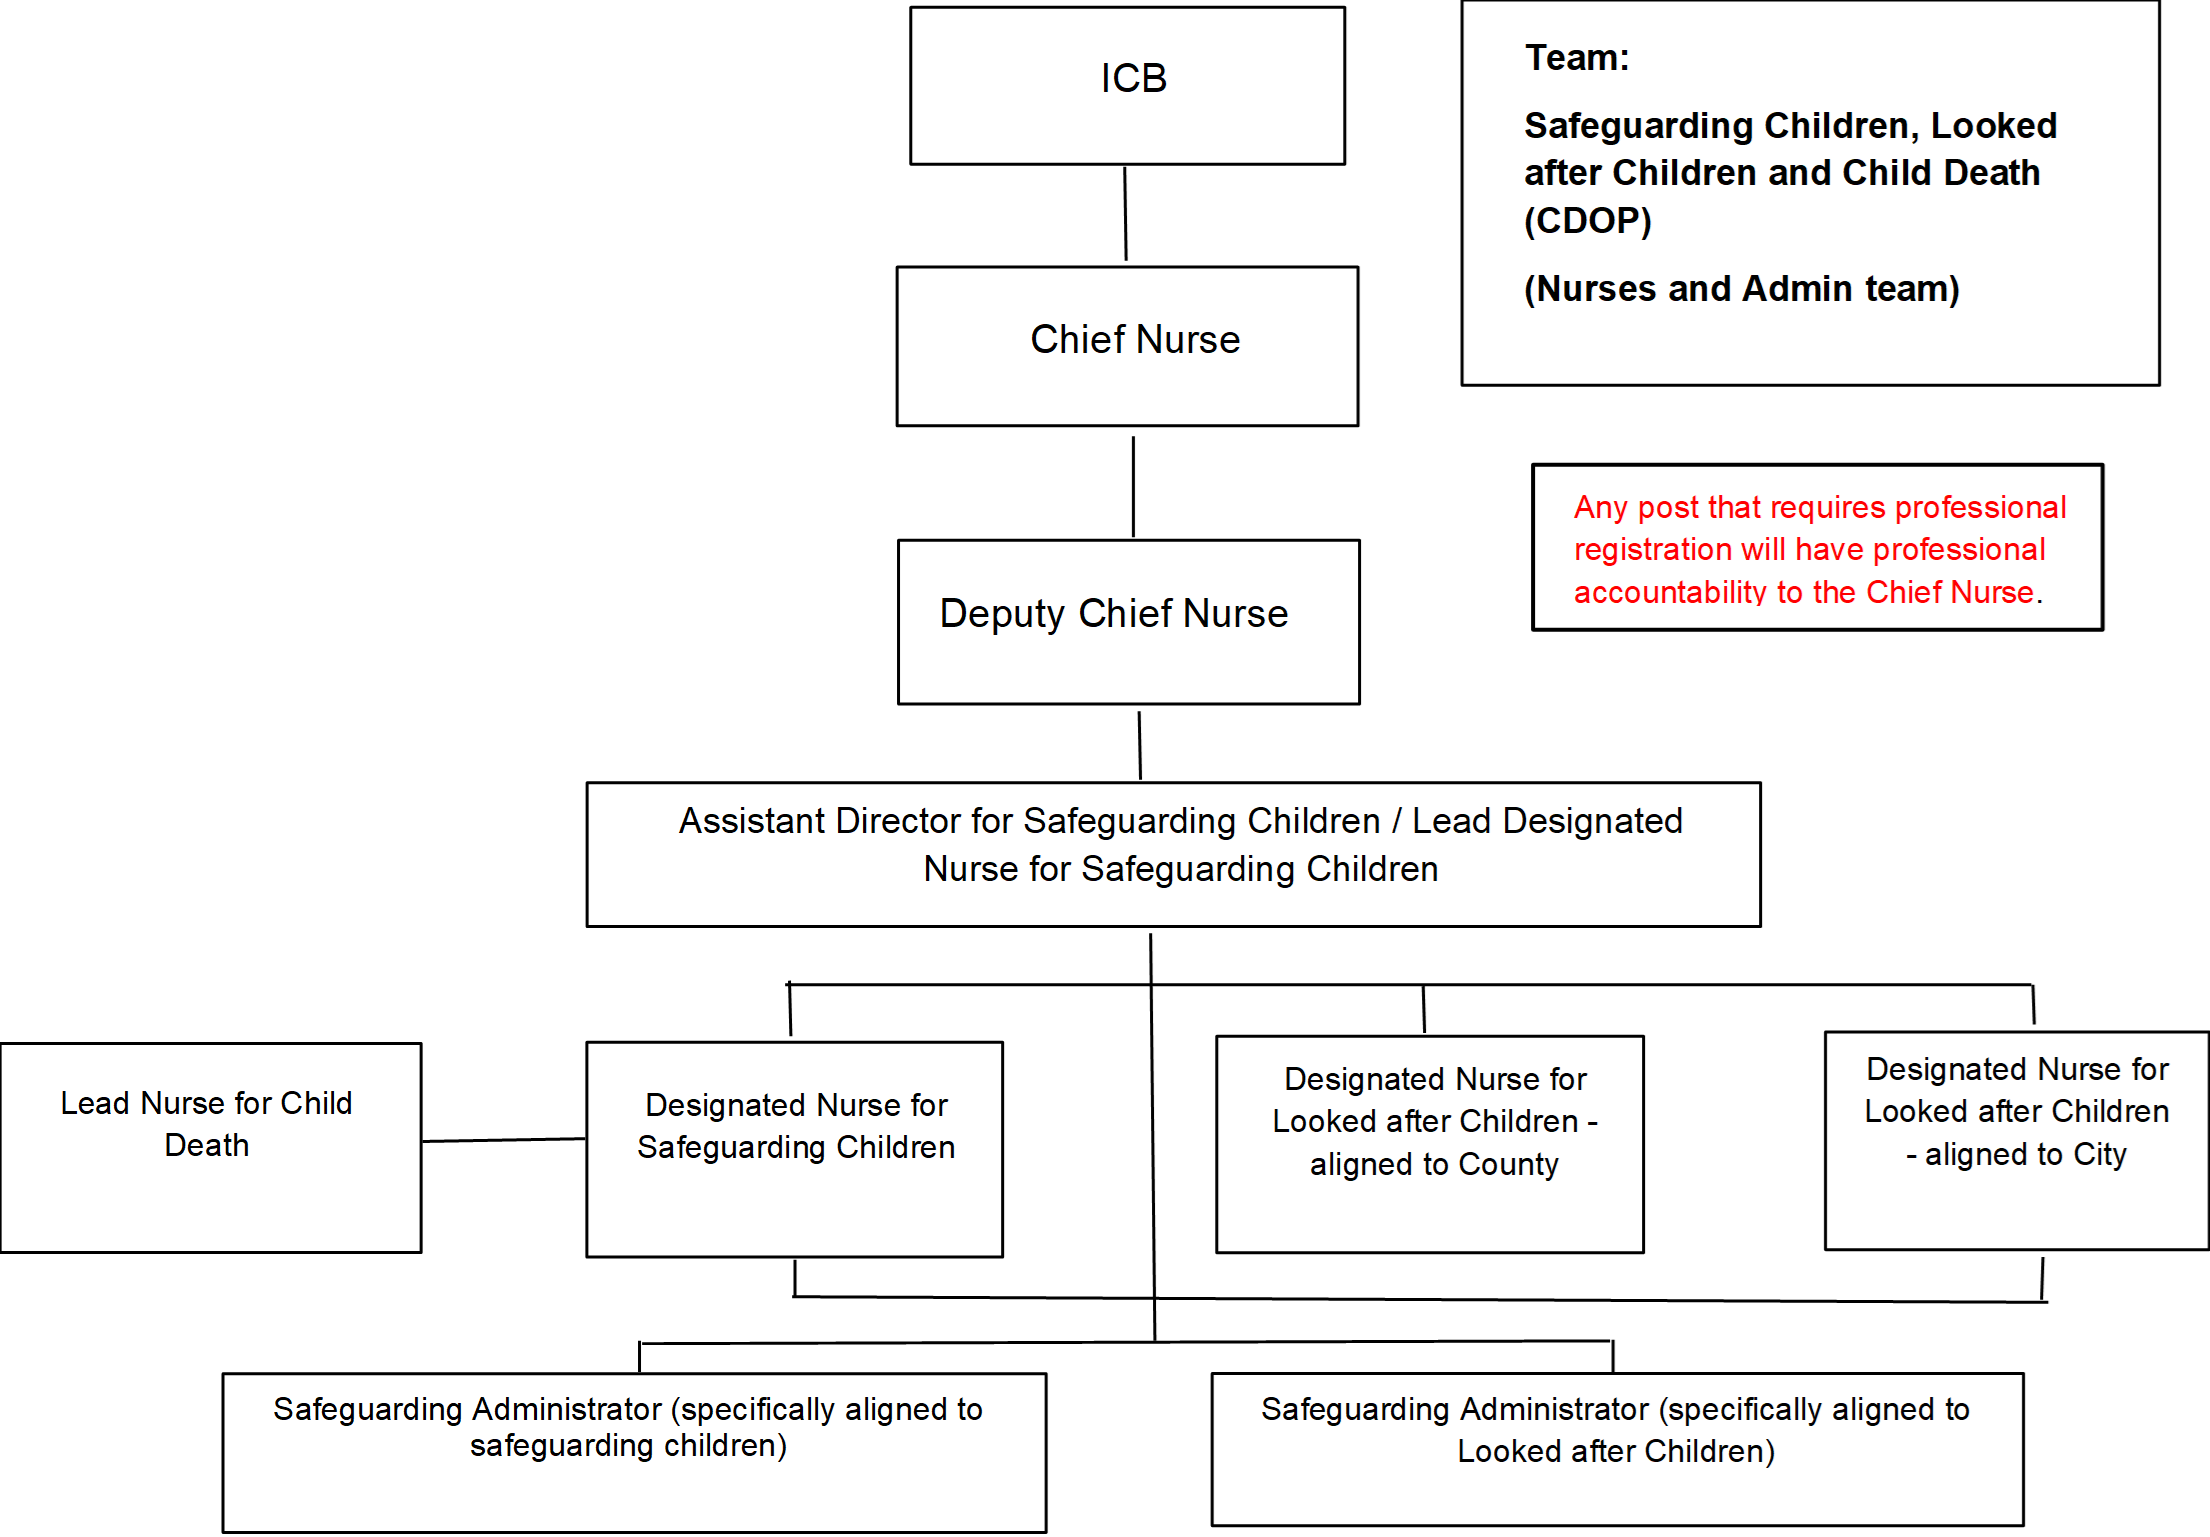 ICB
Team:
Safeguarding Children, Looked
after Children and Child Death
(CDOP)
(Nurses and Admin team)
Chief Nurse
Any post that requires professional
registration will have professional
accountability to the Chief Nurse.
Deputy Chief Nurse
Assistant Director for Safeguarding Children / Lead Designated
Nurse for Safeguarding Children
Lead Nurse for Child
Death
Designated Nurse for
Safeguarding Children
Designated Nurse for
Looked after Children -
aligned to County
Designated Nurse for
Looked after Children
- aligned to City
Safeguarding Administrator (specifically aligned to
safeguarding children)
Safeguarding Administrator (specifically aligned to
Looked after Children)